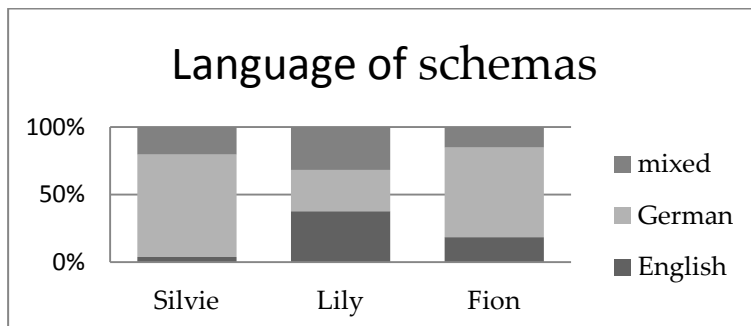 Language of schemas
100%
50%
0%
Silvie Lily Fion
mixed
German
English